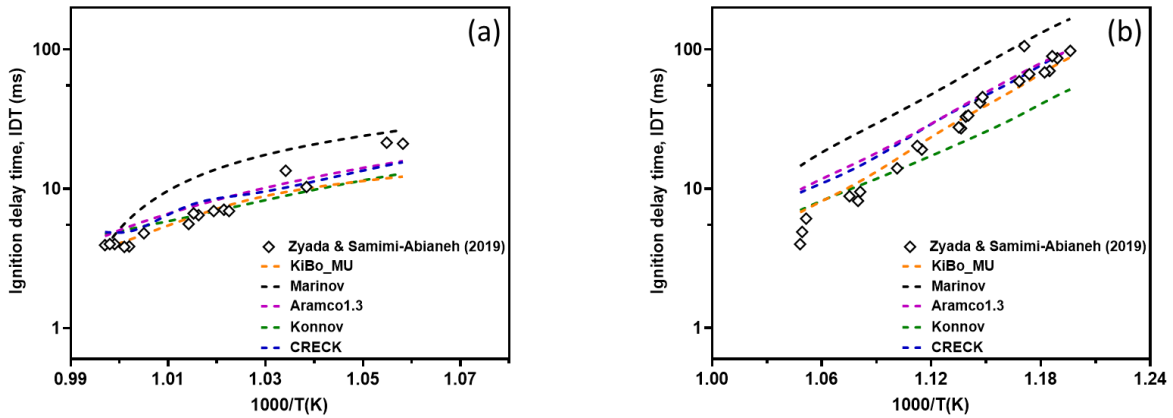 (a)
Ignition delay time, IDT (ms)
100
10
1
Zyada & Samimi-Abianeh (2019)
KiBo_MU
Marinov
Aramco1.3
Konnov
CRECK
0.99 1.01 1.03 1.05 1.07
1000/T(K)
(b)
Ignition delay time, IDT (ms)
100
10
1
Zyada & Samimi-Abianeh (2019)
KiBo_MU
Marinov
Aramco1.3
Konnov
CRECK
1.00 1.06 1.12 1.18 1.24
1000/T(K)